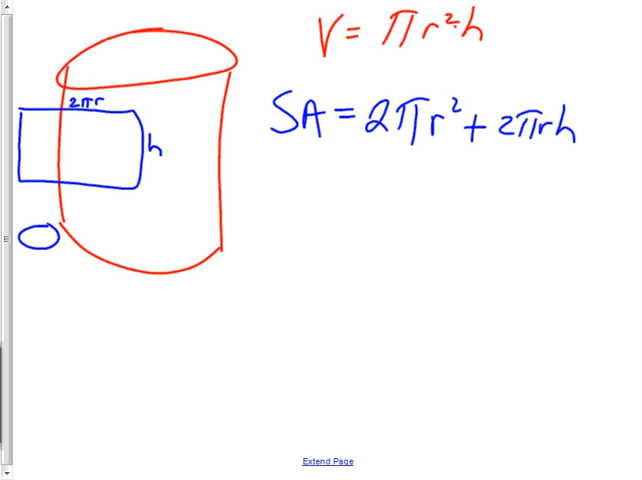 V = πr²h
2πr
SA = 2πr² + 2πrh
h
Extend Page